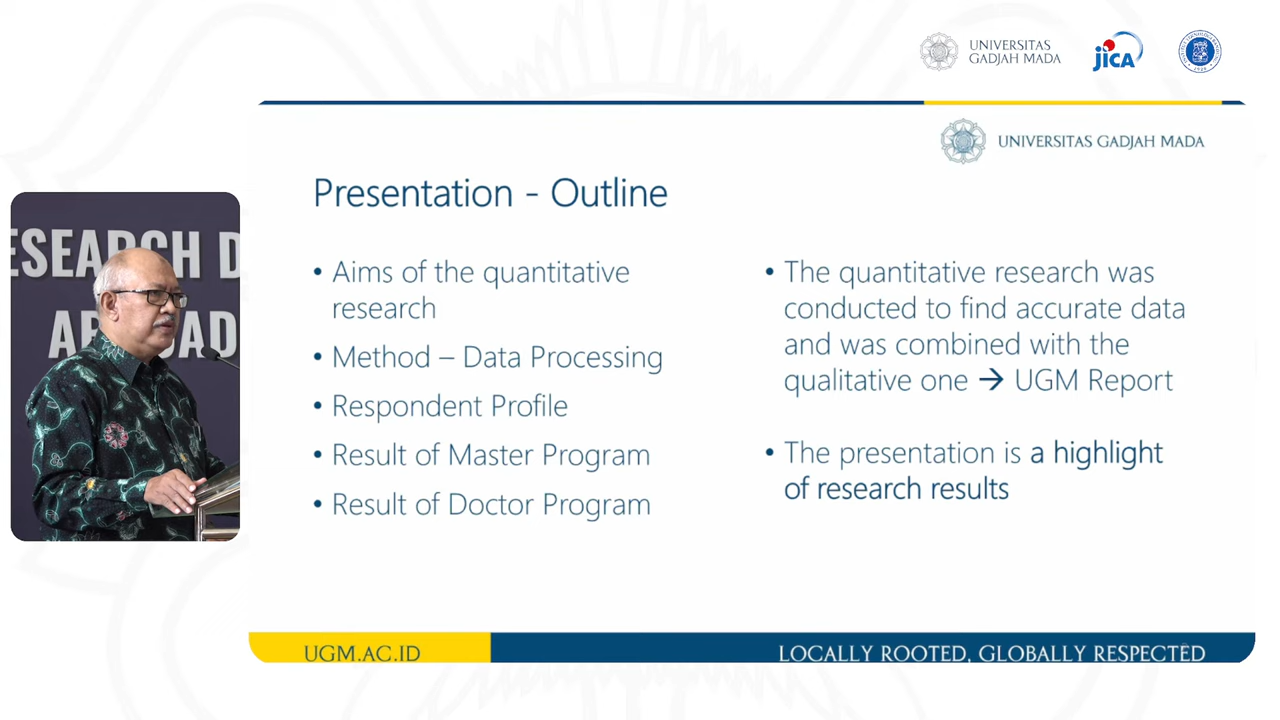 UNIVERSITAS
GADJAH MADA
JICA
UNIVERSITAS GADJAH MADA
Presentation - Outline
• Aims of the quantitative
research
• Method – Data Processing
• Respondent Profile
• Result of Master Program
• Result of Doctor Program
• The quantitative research was
conducted to find accurate data
and was combined with the
qualitative one → UGM Report
• The presentation is a highlight
of research results
ESEARCH D
AD
UGM.AC.ID
LOCALLY ROOTED, GLOBALLY RESPECTED